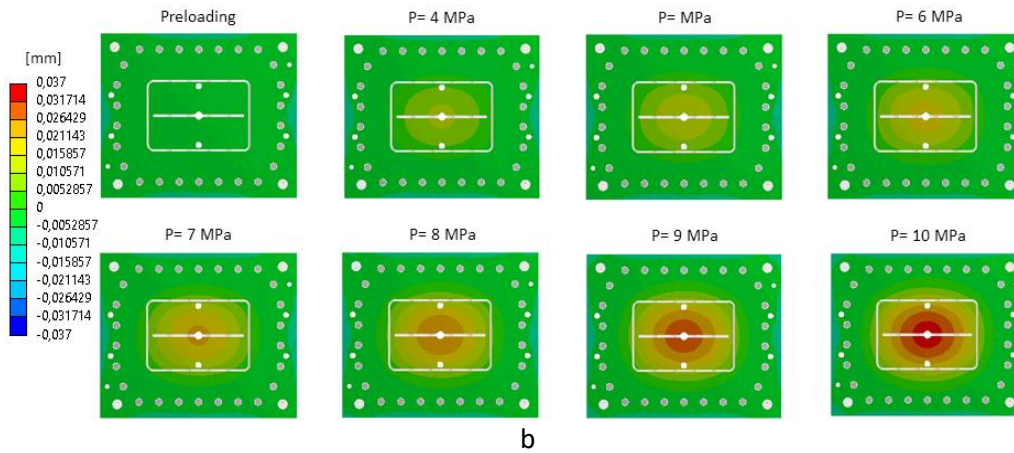 Preloading
P= 4 MPa
P= MPa
P= 6 MPa
[mm]
0,037
0,031714
0,026429
0,021143
0,015857
0,010571
0,0052857
0
-0,0052857
-0,010571
-0,015857
-0,021143
-0,026429
-0,031714
-0,037
P= 7 MPa
P= 8 MPa
P= 9 MPa
P= 10 MPa
b